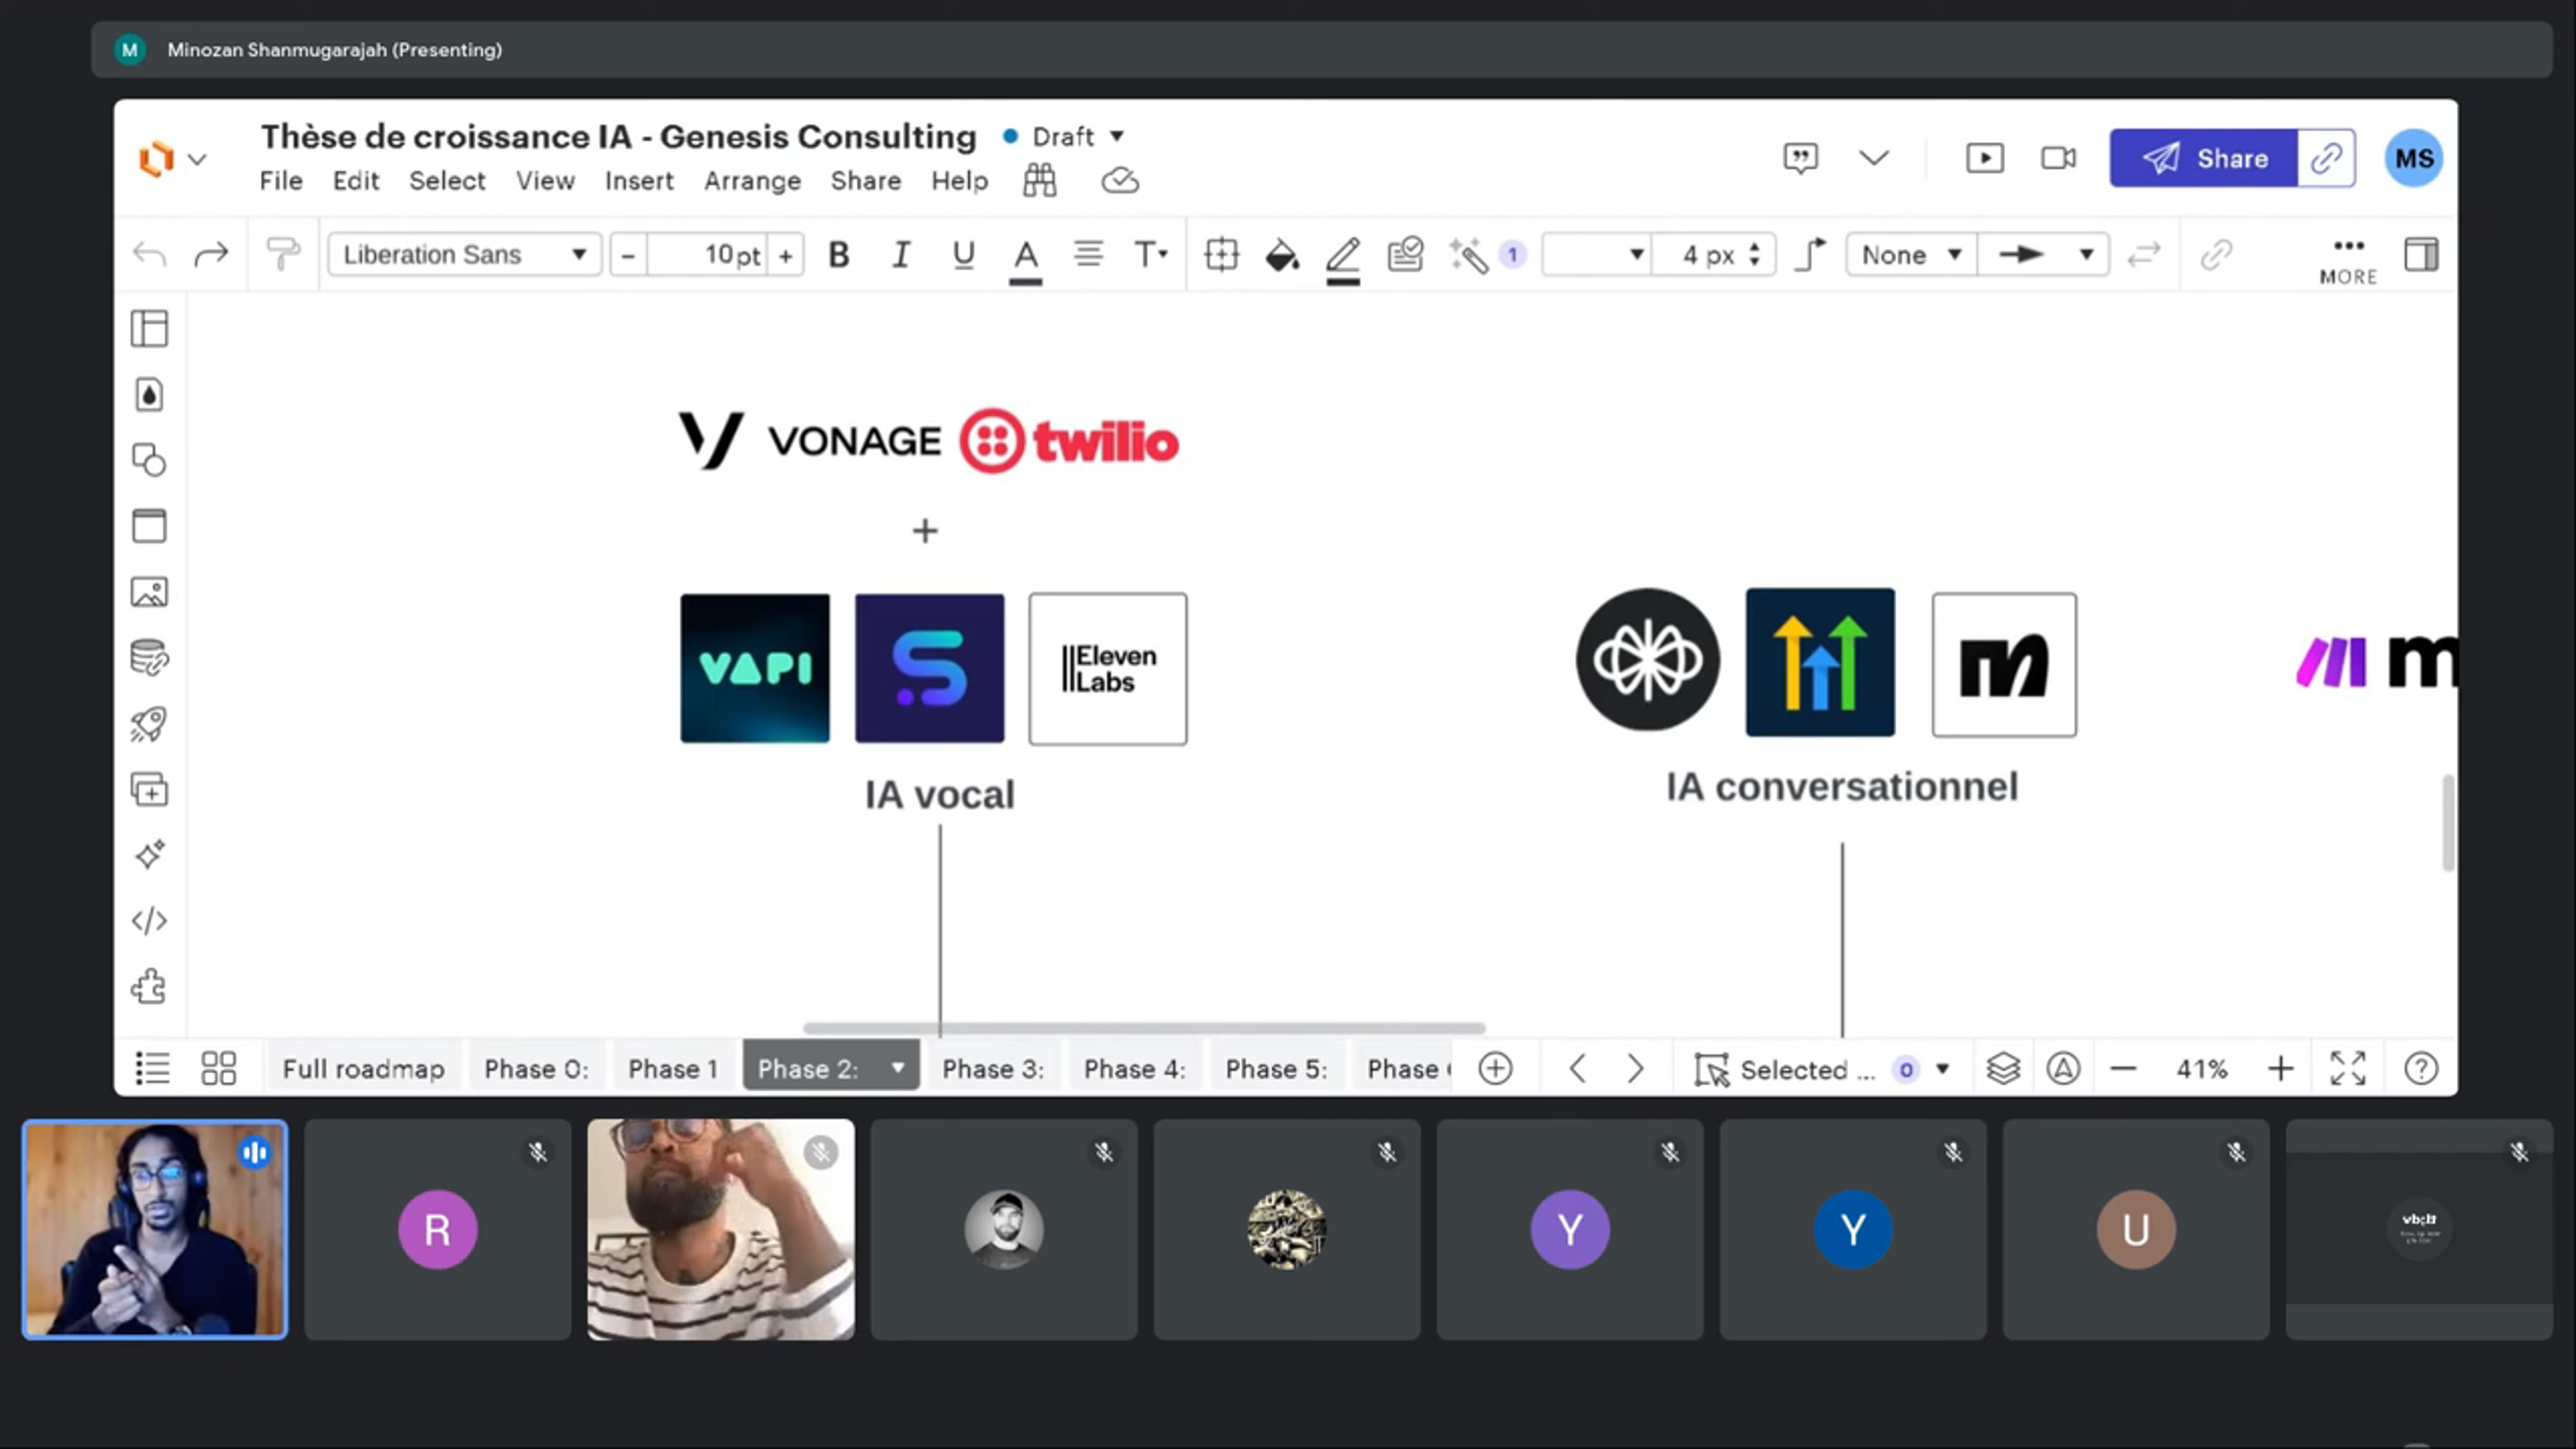 M
Minozan Shanmugarajah (Presenting)
Thèse de croissance IA - Genesis Consulting
Draft
File Edit Select View Insert Arrange Share Help
Share
MS
Liberation Sans
10 pt
B I U A T
1
4 px
None
MORE
VONAGE twilio
+
VAPI
S
||Eleven
Labs
m
m
IA vocal
IA conversationnel
Full roadmap
Phase 0:
Phase 1
Phase 2:
Phase 3:
Phase 4:
Phase 5:
Phase
Selected ...
0
41%
R
Y
Y
U